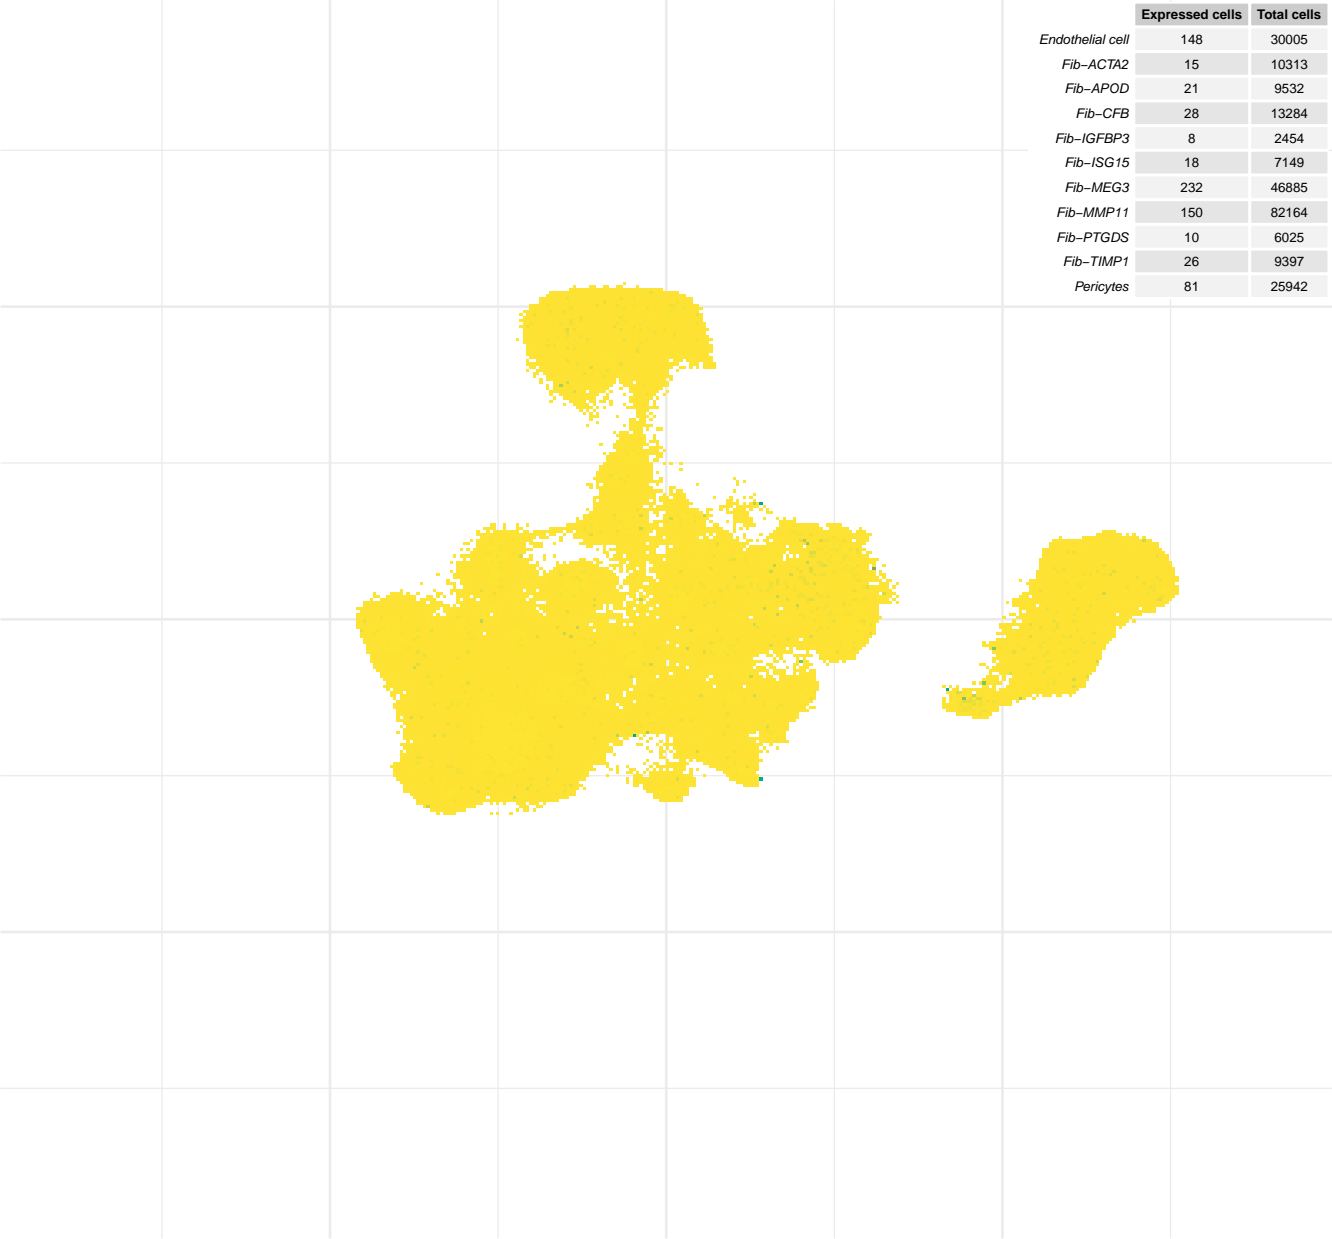 Expressed cells Total cells
Endothelial cell 148 30005
Fib−ACTA2 15 10313
Fib−APOD 21 9532
Fib−CFB 28 13284
Fib−IGFBP3 8 2454
Fib−ISG15 18 7149
Fib−MEG3 232 46885
Fib−MMP11 150 82164
Fib−PTGDS 10 6025
Fib−TIMP1 26 9397
Pericytes 81 25942